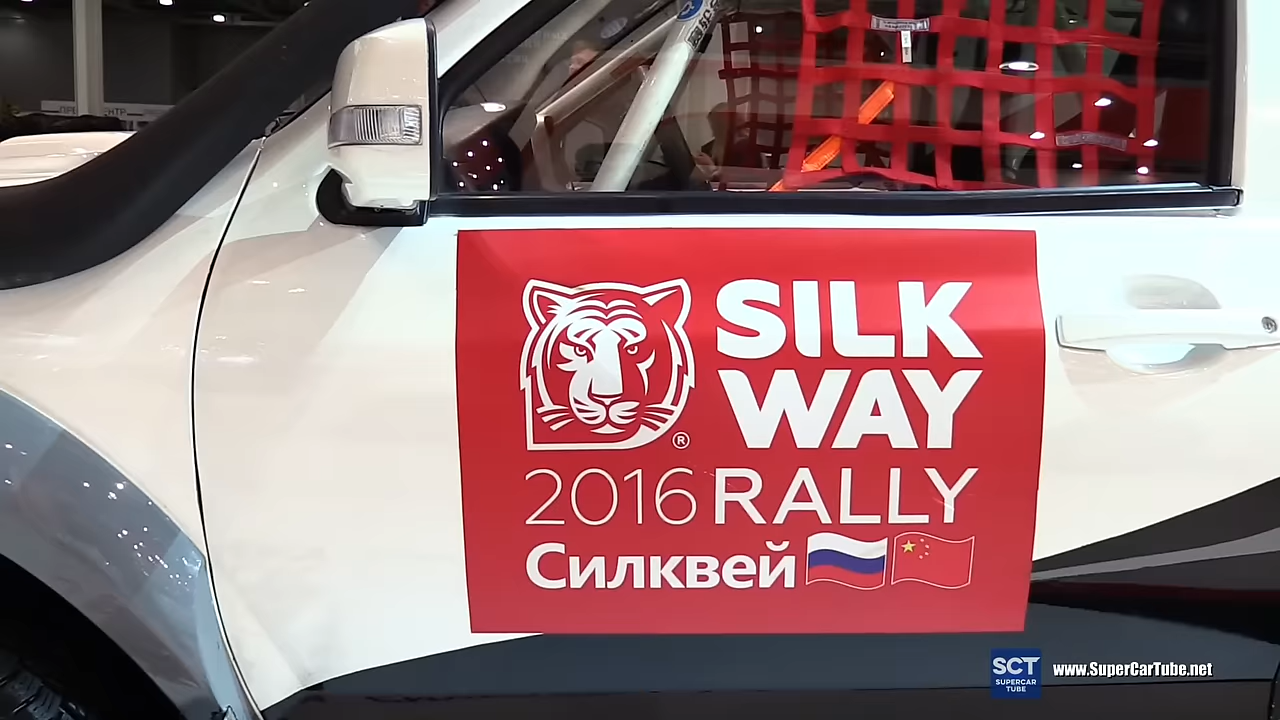 SILK
WAY
®
2016 RALLY
Силквей
SCT
SUPERCAR
TUBE
www.SuperCarTube.net